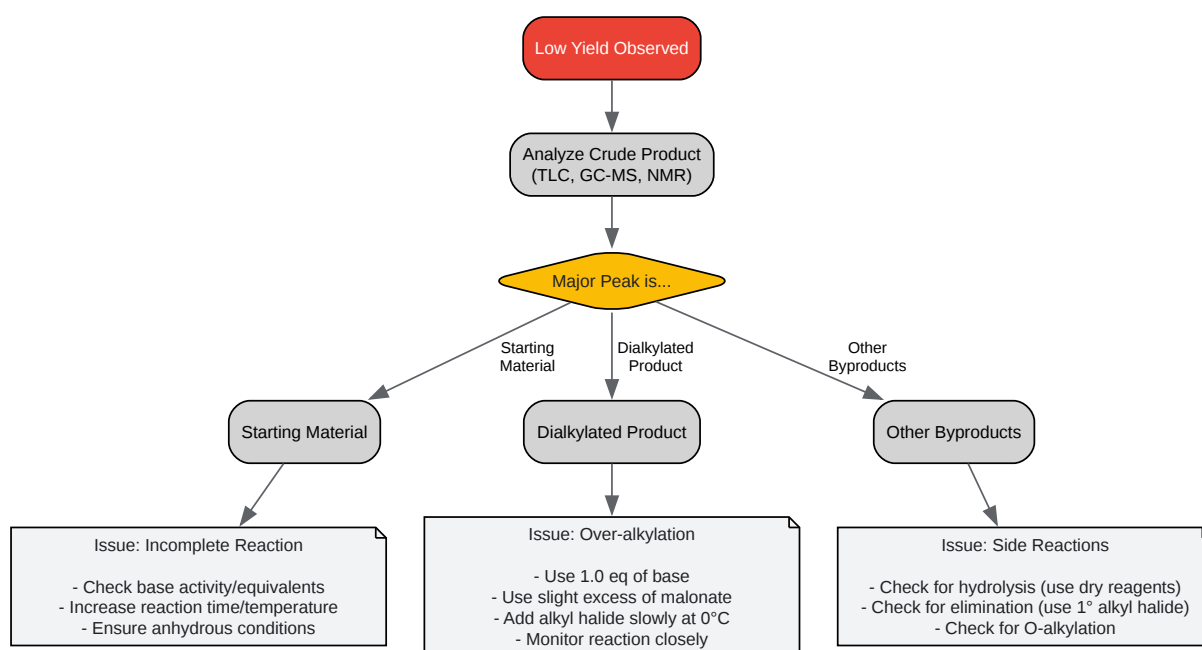 Low Yield Observed
Analyze Crude Product
(TLC, GC-MS, NMR)
Major Peak is...
Starting
Material
Dialkylated
Product
Other
Byproducts
Starting Material
Dialkylated Product
Other Byproducts
Issue: Incomplete Reaction
- Check base activity/equivalents
- Increase reaction time/temperature
- Ensure anhydrous conditions
Issue: Over-alkylation
- Use 1.0 eq of base
- Use slight excess of malonate
- Add alkyl halide slowly at 0°C
- Monitor reaction closely
Issue: Side Reactions
- Check for hydrolysis (use dry reagents)
- Check for elimination (use 1° alkyl halide)
- Check for O-alkylation